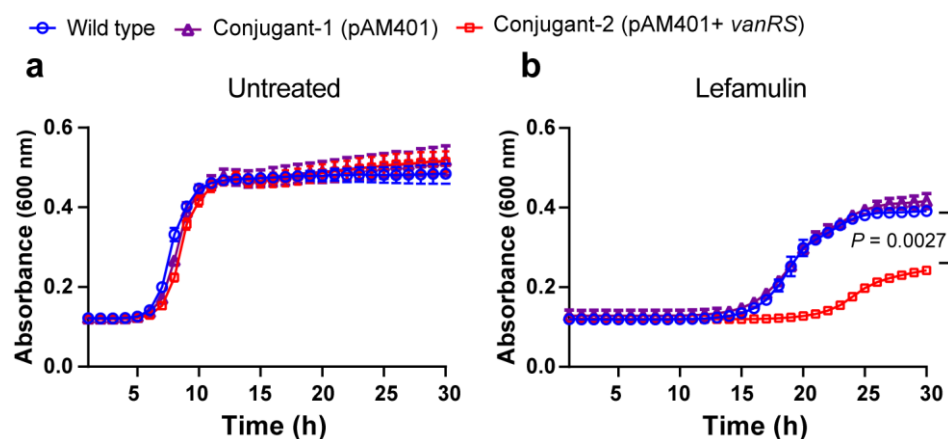 Wild type Conjugant-1 (pAM401) Conjugant-2 (pAM401+ vanRS)
a
Untreated
Absorbance (600 nm)
0.6
0.4
0.2
0.0
5 10 15 20 25 30
Time (h)
b
Lefamulin
Absorbance (600 nm)
0.6
0.4
0.2
0.0
P = 0.0027
5 10 15 20 25 30
Time (h)